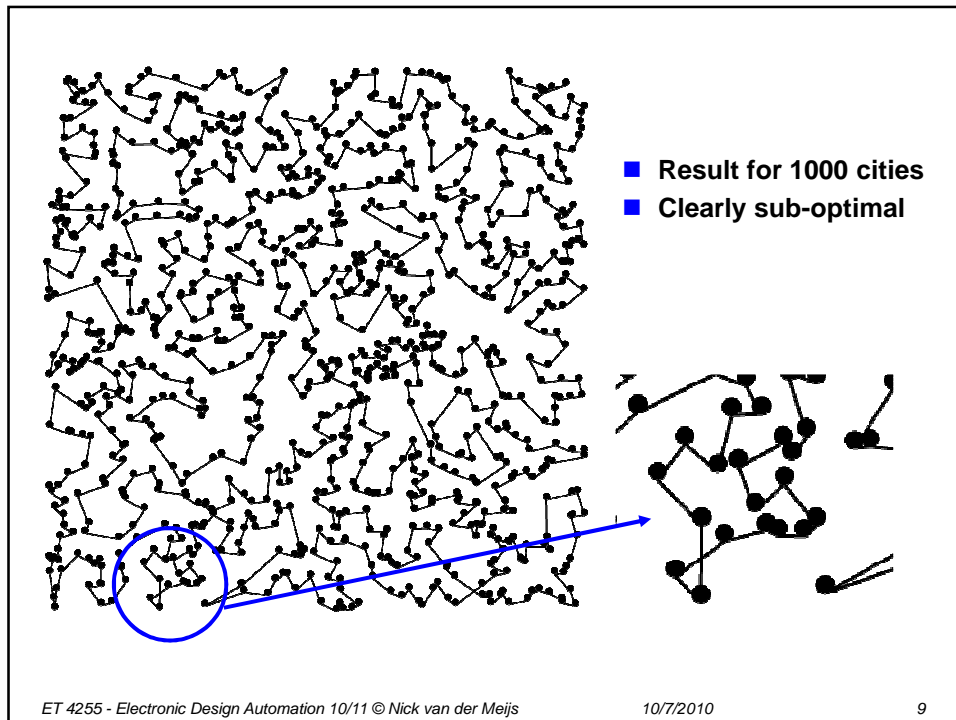 Result for 1000 cities
Clearly sub-optimal
ET 4255 - Electronic Design Automation 10/11 © Nick van der Meijs 10/7/2010 9